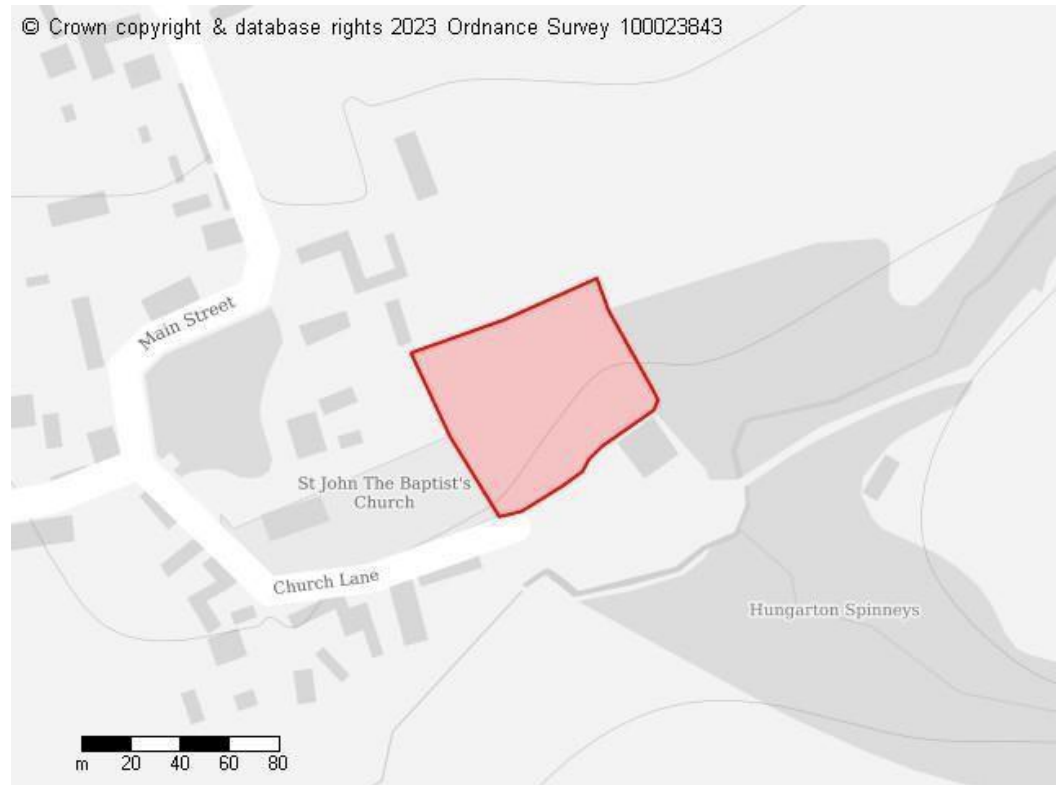 © Crown copyright & database rights 2023 Ordnance Survey 100023843
Main Street
St John The Baptist's
Church
Church Lane
Hungarton Spinneys
m 20 40 60 80